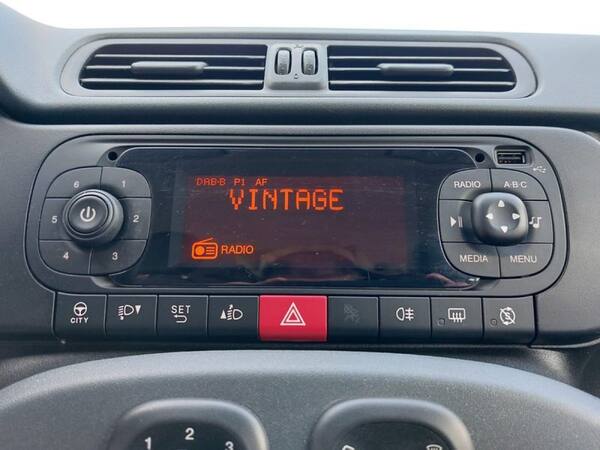 DAB-B P1 AF
VINTAGE
RADIO
6 1
5 2
4 3
RADIO A·B·C
MEDIA MENU
CITY SET
1 2 3